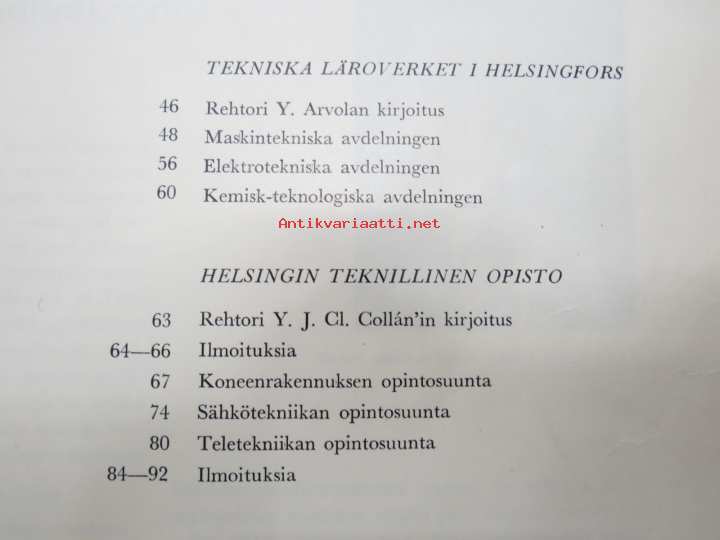 TEKNISKA LÄROVERKET I HELSINGFORS
46 Rehtori Y. Arvolan kirjoitus
48 Maskintekniska avdelningen
56 Elektrotekniska avdelningen
60 Kemisk-teknologiska avdelningen
Antikvariaatti.net
HELSINGIN TEKNILLINEN OPISTO
63 Rehtori Y. J. Cl. Collán’in kirjoitus
64—66 Ilmoituksia
67 Koneenrakennuksen opintosuunta
74 Sähkötekniikan opintosuunta
80 Teletekniikan opintosuunta
84—92 Ilmoituksia